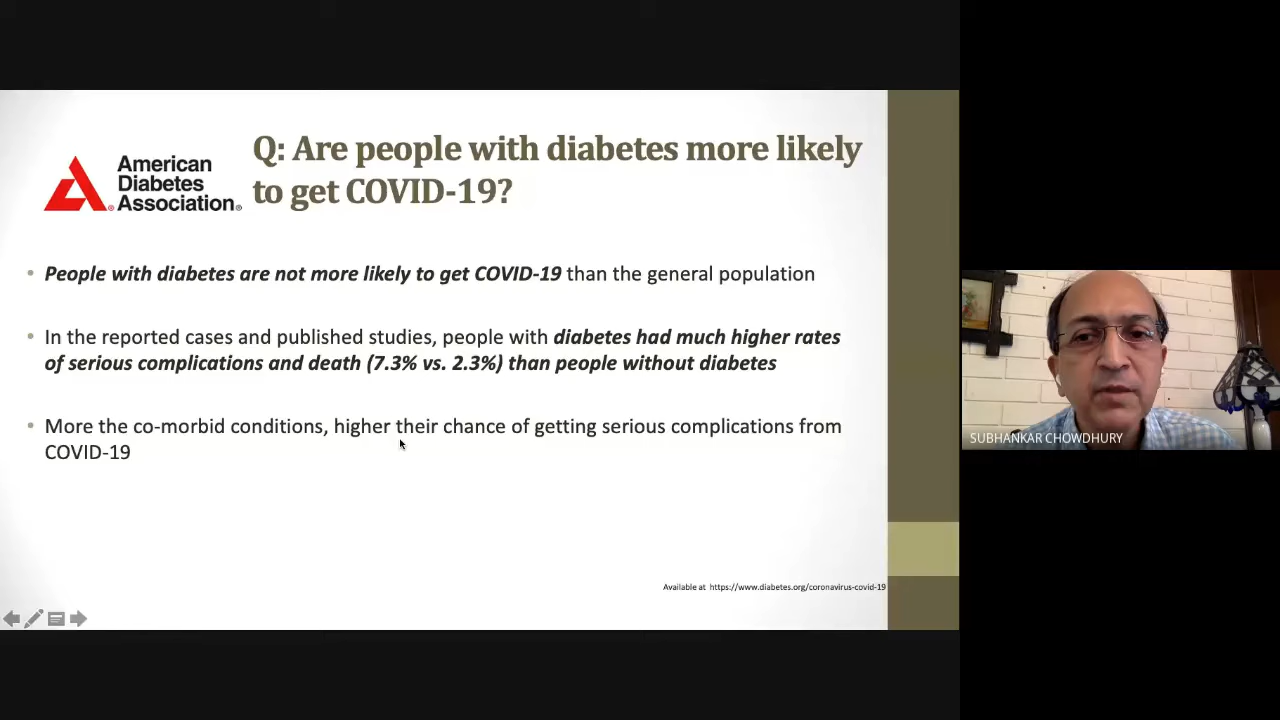 Q: Are people with diabetes more likely
to get COVID-19?
American
Diabetes
Association®
®
• People with diabetes are not more likely to get COVID-19 than the general population
• In the reported cases and published studies, people with diabetes had much higher rates
of serious complications and death (7.3% vs. 2.3%) than people without diabetes
• More the co-morbid conditions, higher their chance of getting serious complications from
COVID-19
Available at https://www.diabetes.org/coronavirus-covid-19
SUBHANKAR CHOWDHURY